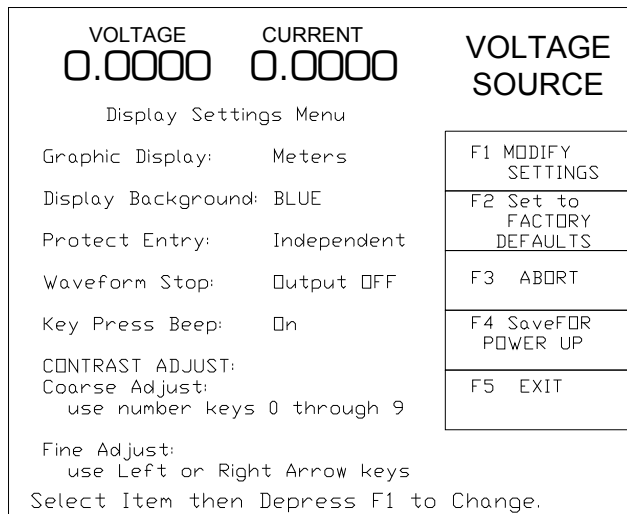 VOLTAGE CURRENT
0.0000 0.0000
VOLTAGE
SOURCE
Display Settings Menu
Graphic Display: Meters
Display Background: BLUE
Protect Entry: Independent
Waveform Stop: Output OFF
Key Press Beep: On
CONTRAST ADJUST:
Coarse Adjust:
use number keys 0 through 9
Fine Adjust:
use Left or Right Arrow keys
Select Item then Depress F1 to Change.
F1 MODIFY
SETTINGS
F2 Set to
FACTORY
DEFAULTS
F3 ABORT
F4 SaveFOR
POWER UP
F5 EXIT